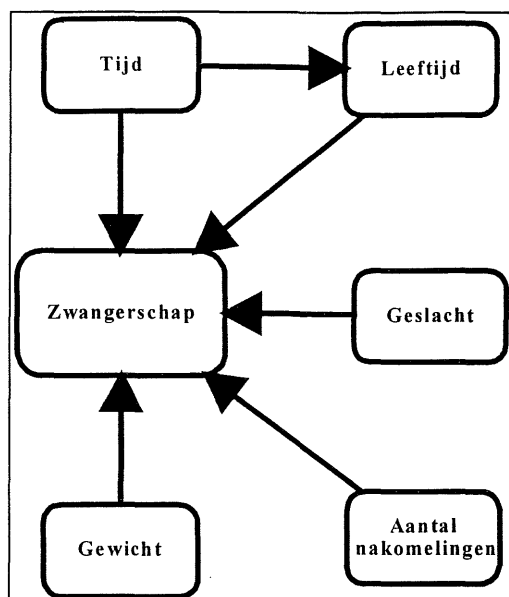 Tijd
Leeftijd
Zwangerschap
Geslacht
Gewicht
Aantal
nakomelingen